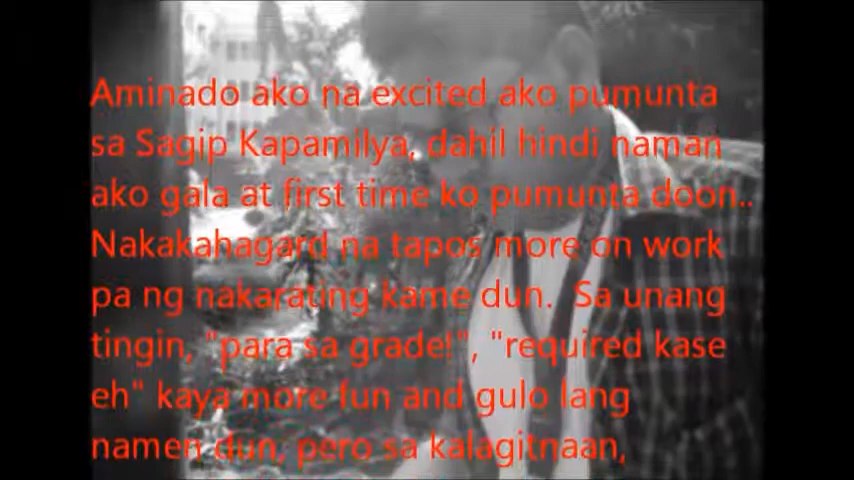 Aminado ako na excited ako pumunta
sa Sagip Kapamilya, dahil hindi naman
ako gala at first time ko pumunta doon..
Nakakahagard na tapos more on work
pa ng nakarating kame dun. Sa unang
tingin, "para sa grade!", "required kase
eh" kaya more fun and gulo lang
namen dun, pero sa kalagitnaan,